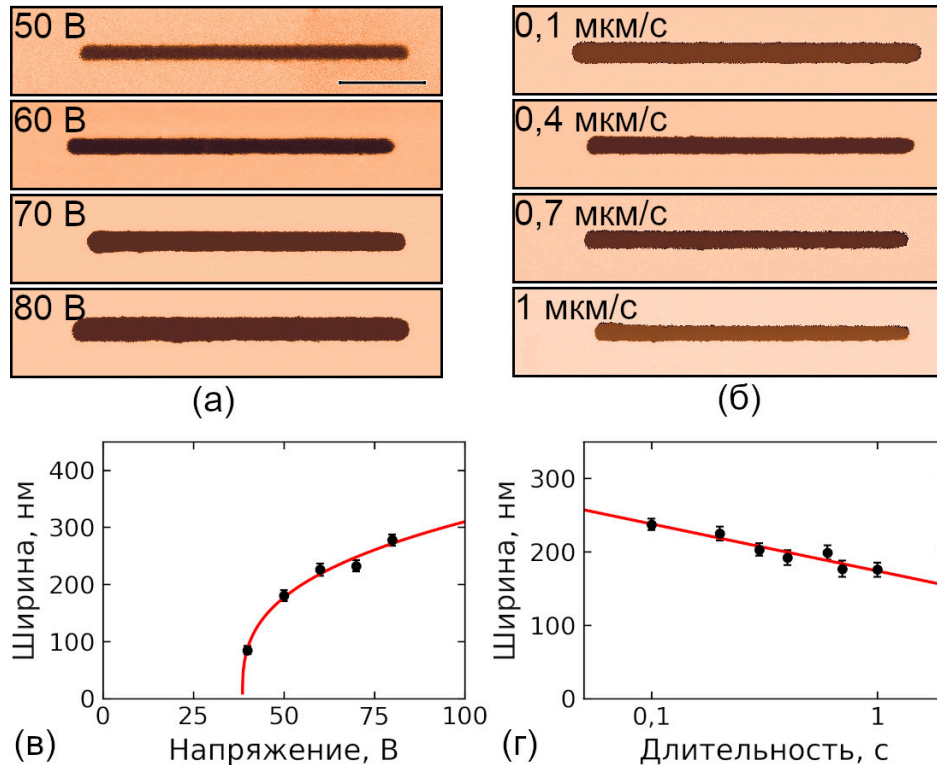 50 В
60 В
70 В
80 В
(а)
0,1 мкм/с
0,4 мкм/с
0,7 мкм/с
1 мкм/с
(б)
Ширина, нм
400
300
200
100
0
0 25 50 75 100
(в) Напряжение, В
Ширина, нм
300
200
100
0
0,1 1
(г) Длительность, с